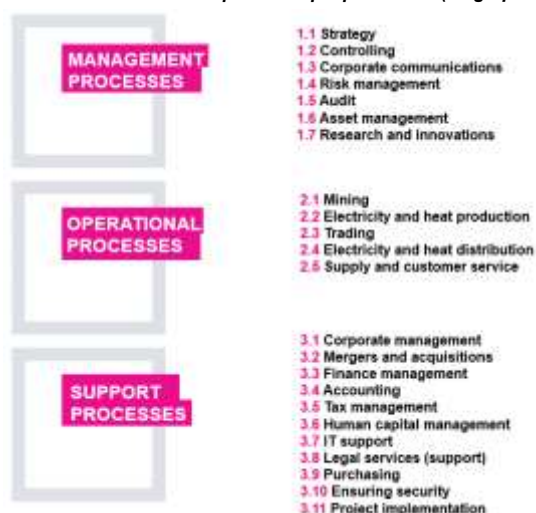 MANAGEMENT
PROCESSES
1.1 Strategy
1.2 Controlling
1.3 Corporate communications
1.4 Risk management
1.5 Audit
1.6 Asset management
1.7 Research and innovations
OPERATIONAL
PROCESSES
2.1 Mining
2.2 Electricity and heat production
2.3 Trading
2.4 Electricity and heat distribution
2.5 Supply and customer service
SUPPORT
PROCESSES
3.1 Corporate management
3.2 Mergers and acquisitions
3.3 Finance management
3.4 Accounting
3.5 Tax management
3.6 Human capital management
3.7 IT support
3.8 Legal services (support)
3.9 Purchasing
3.10 Ensuring security
3.11 Project implementation